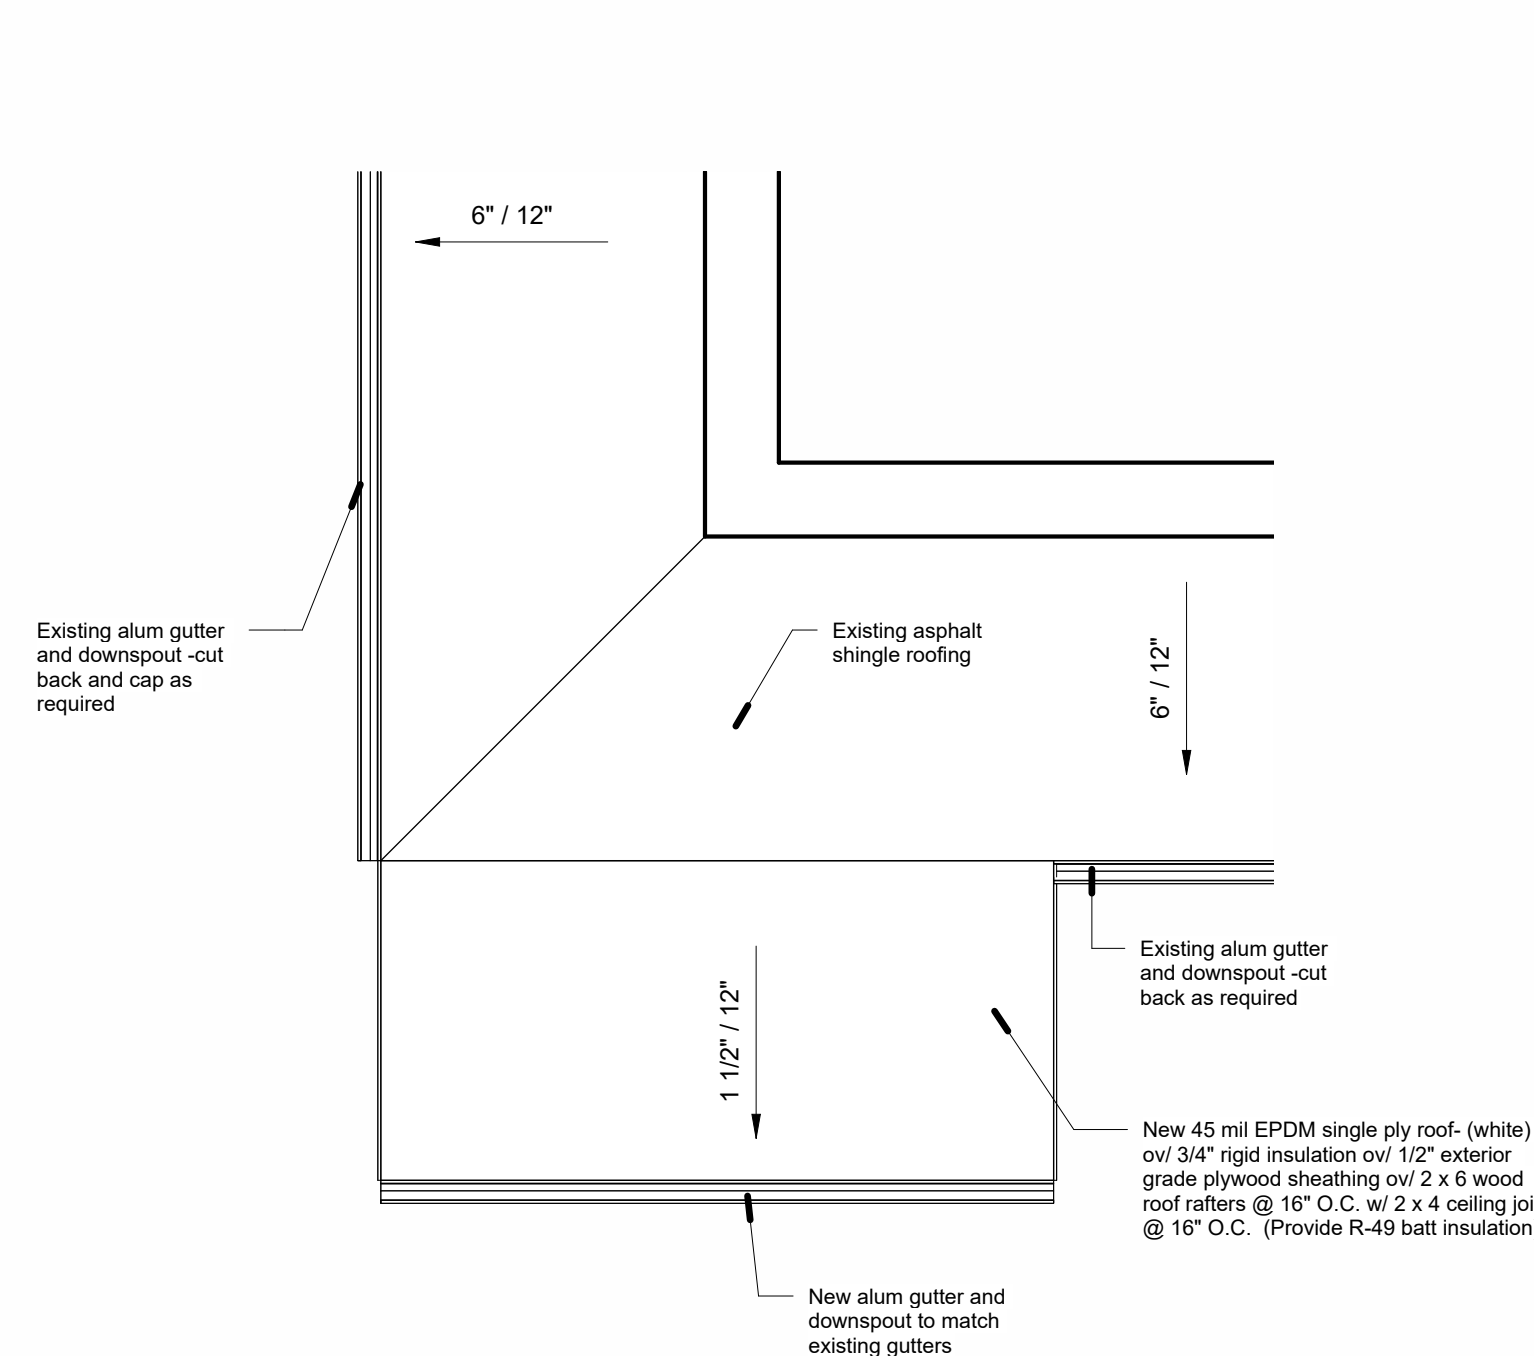 6" / 12"
Existing alum gutter
and downspout -cut
back and cap as
required
Existing asphalt
shingle roofing
6" / 12"
Existing alum gutter
and downspout -cut
back as required
1 1/2" / 12"
New 45 mil EPDM single ply roof- (white)
ov/ 3/4" rigid insulation ov/ 1/2" exterior
grade plywood sheathing ov/ 2 x 6 wood
roof rafters @ 16" O.C. w/ 2 x 4 ceiling joi
@ 16" O.C. (Provide R-49 batt insulation
New alum gutter and
downspout to match
existing gutters